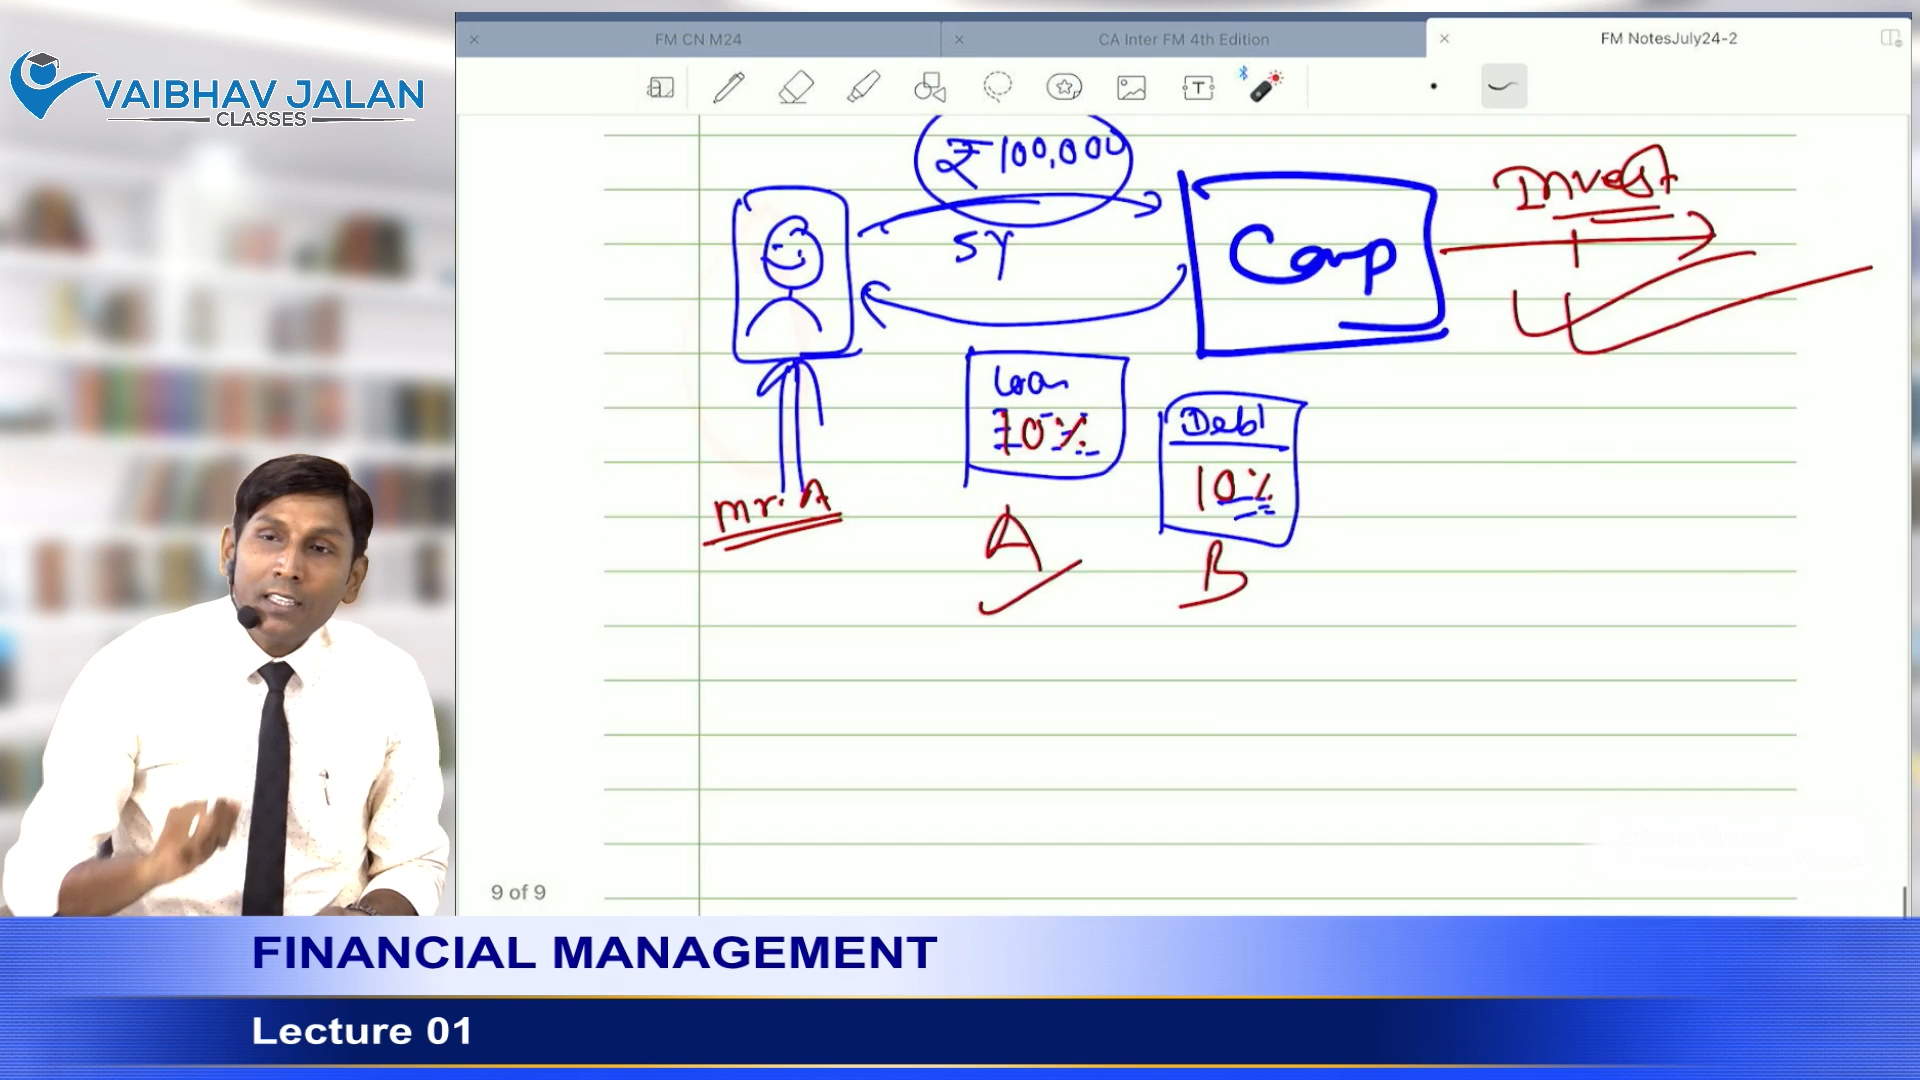 VAIBHAV JALAN
CLASSES
FM CN M24
CA Inter FM 4th Edition
FM NotesJuly24-2
T
₹100,000
Invest
5Y
Comp
Loan
10%
Debt
10%
Mr. A
A
B
9 of 9
FINANCIAL MANAGEMENT
Lecture 01